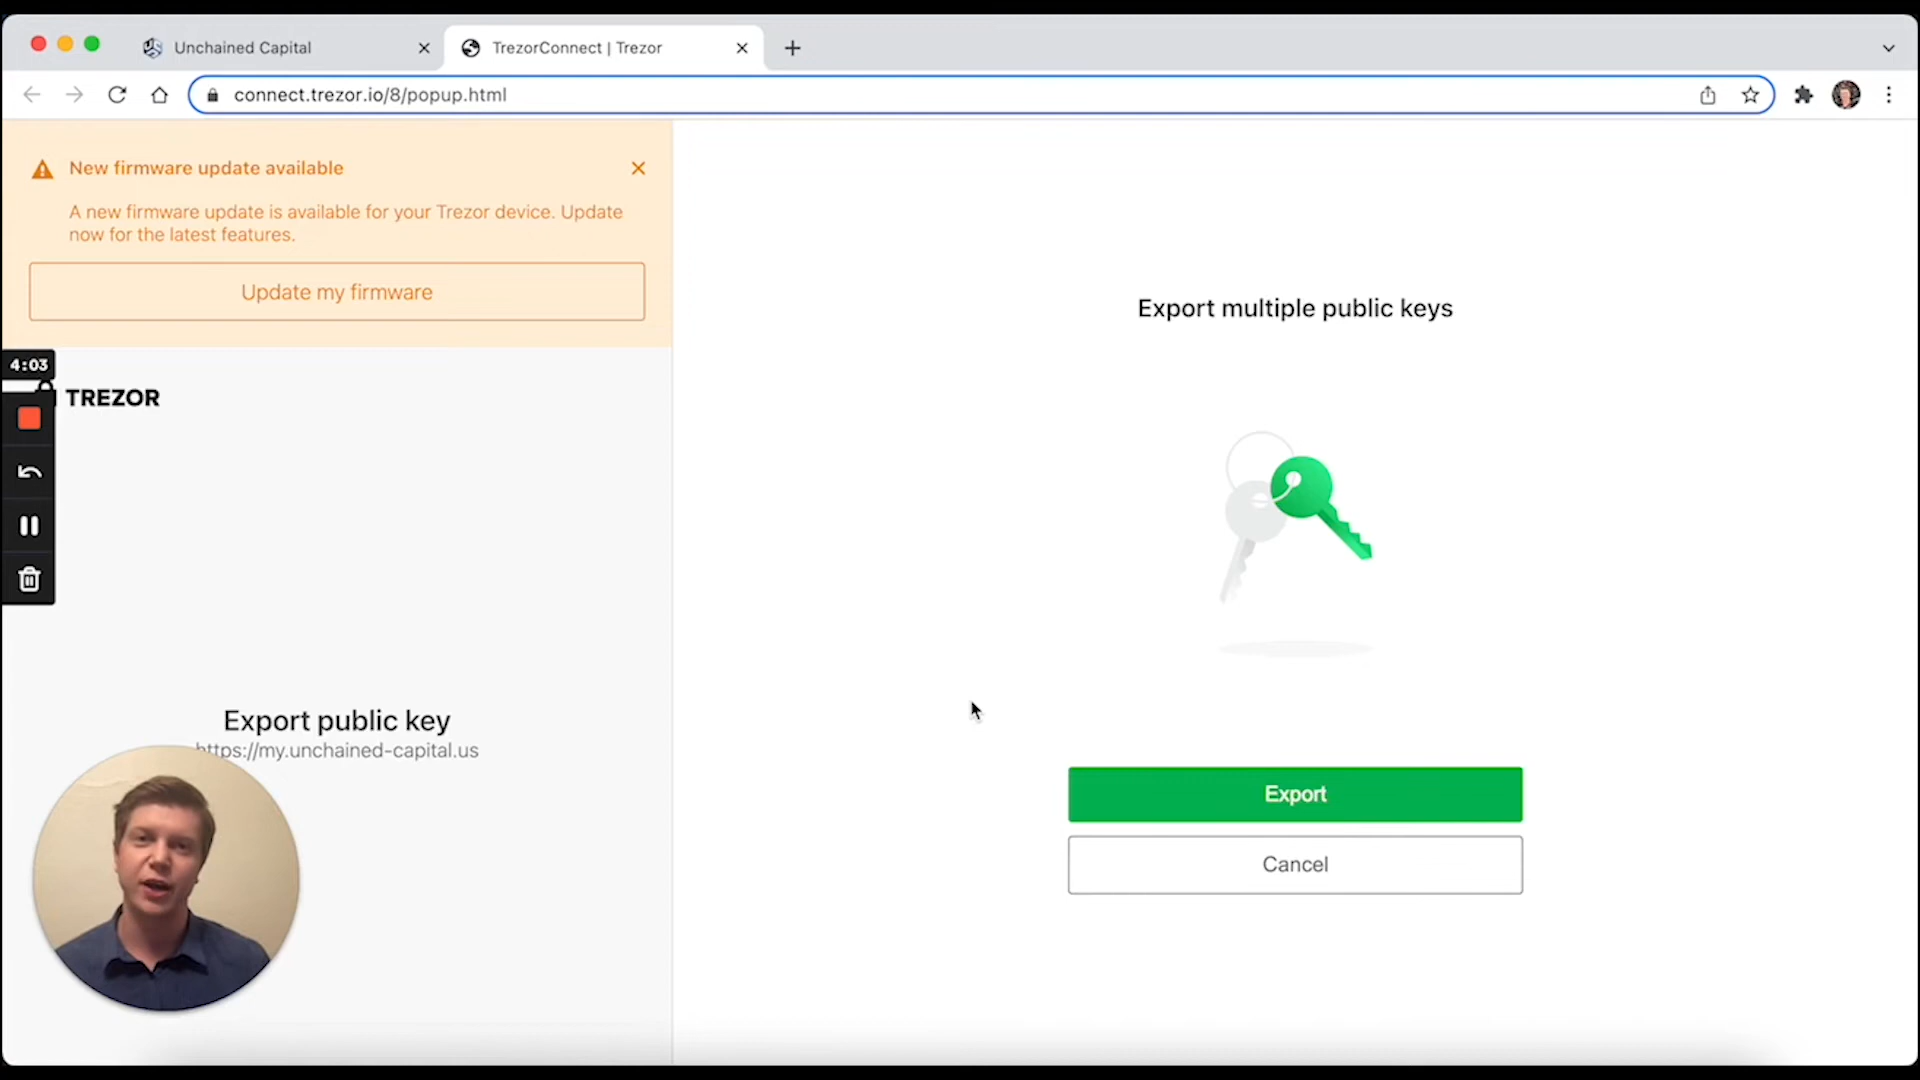 Unchained Capital
TrezorConnect | Trezor
connect.trezor.io/8/popup.html
New firmware update available
A new firmware update is available for your Trezor device. Update
now for the latest features.
Update my firmware
4:03
TREZOR
Export public key
https://my.unchained-capital.us
Export multiple public keys
Export
Cancel